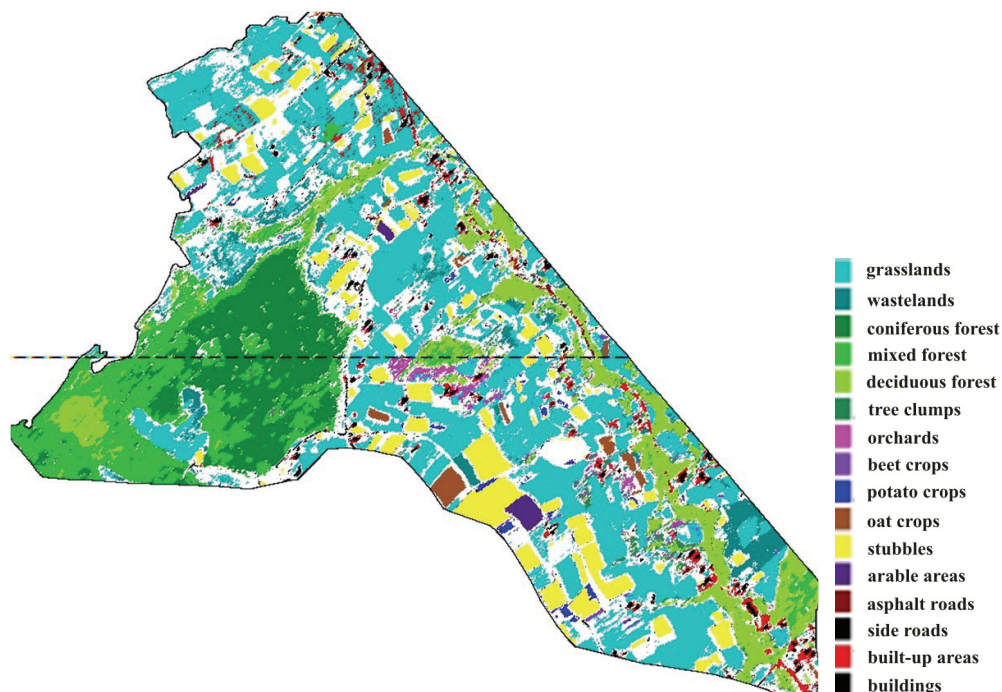 grasslands
wastelands
coniferous forest
mixed forest
deciduous forest
tree clumps
orchards
beet crops
potato crops
oat crops
stubbles
arable areas
asphalt roads
side roads
built-up areas
buildings